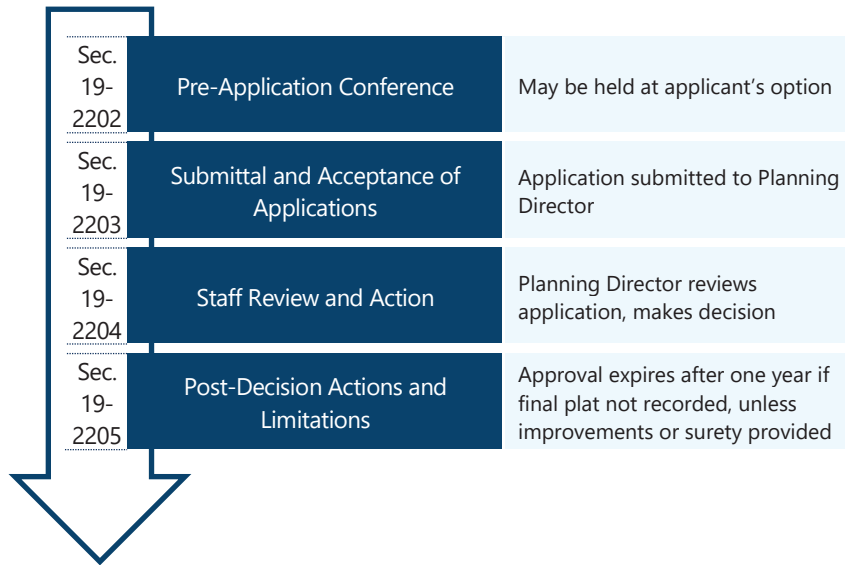 Sec.
19-
2202
Pre-Application Conference
May be held at applicant’s option
Sec.
19-
2203
Submittal and Acceptance of
Applications
Application submitted to Planning
Director
Sec.
19-
2204
Staff Review and Action
Planning Director reviews
application, makes decision
Sec.
19-
2205
Post-Decision Actions and
Limitations
Approval expires after one year if
final plat not recorded, unless
improvements or surety provided